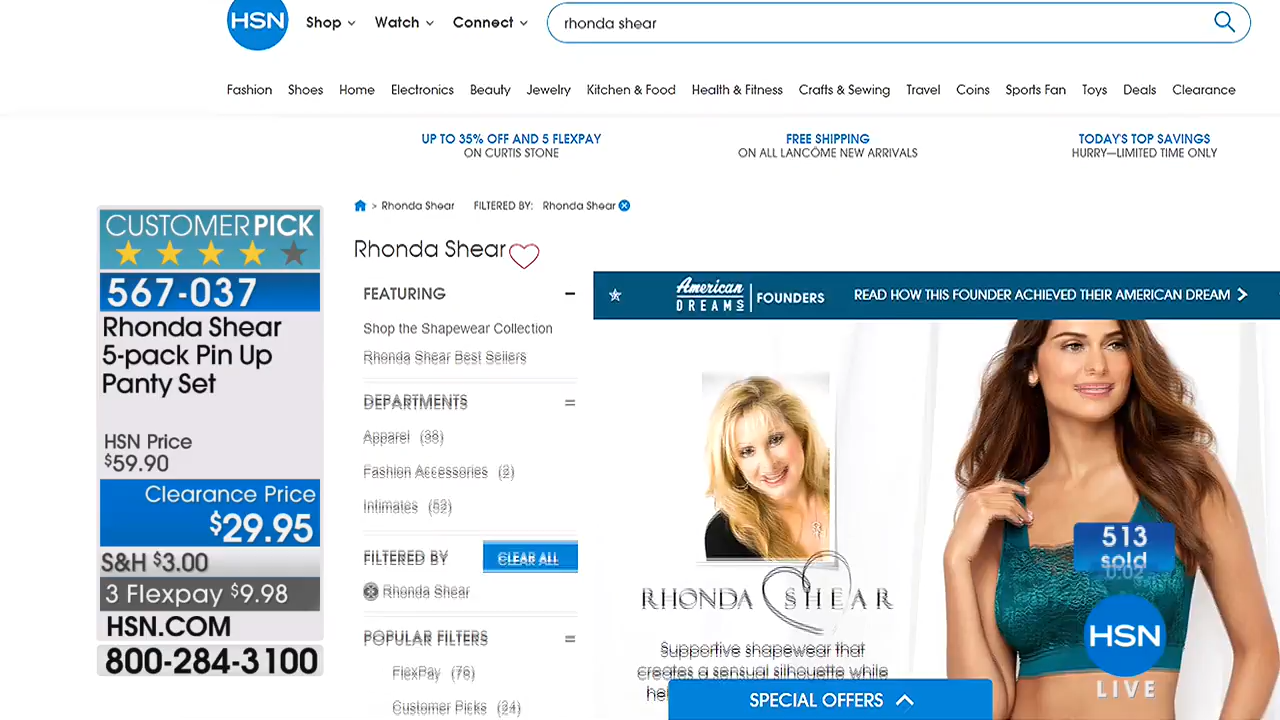 HSN
Shop
Watch
Connect
rhonda shear
Fashion
Shoes
Home
Electronics
Beauty
Jewelry
Kitchen & Food
Health & Fitness
Crafts & Sewing
Travel
Coins
Sports Fan
Toys
Deals
Clearance
UP TO 35% OFF AND 5 FLEXPAY
ON CURTIS STONE
FREE SHIPPING
ON ALL LANCÔME NEW ARRIVALS
TODAY'S TOP SAVINGS
HURRY—LIMITED TIME ONLY
CUSTOMER PICK
567-037
Rhonda Shear
5-pack Pin Up
Panty Set
HSN Price
$59.90
Clearance Price
$29.95
S&H $3.00
3 Flexpay $9.98
HSN.COM
800-284-3100
> Rhonda Shear
FILTERED BY: Rhonda Shear
Rhonda Shear
FEATURING
Shop the Shapewear Collection
Rhonda Shear Best Sellers
DEPARTMENTS
Apparel (38)
Fashion Accessories (2)
Intimates (52)
FILTERED BY
CLEAR ALL
Rhonda Shear
POPULAR FILTERS
FlexPay (76)
Customer Picks (24)
American
DREAMS
FOUNDERS
READ HOW THIS FOUNDER ACHIEVED THEIR AMERICAN DREAM
RHONDA SHEAR
Supportive shapewear that
creates a sensual silhouette while
SPECIAL OFFERS
513
sold
0:02
HSN
LIVE